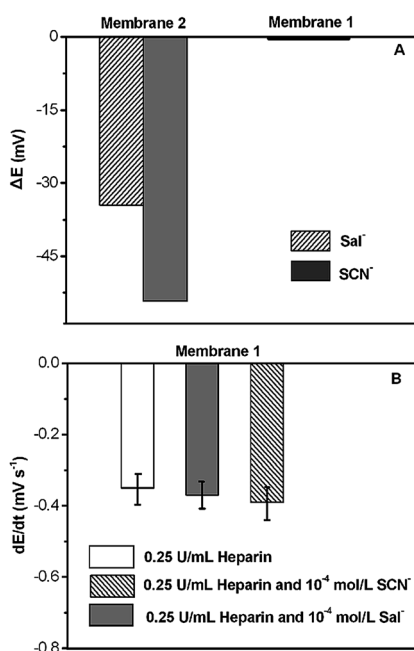 Membrane 2 Membrane 1
0
A
-15
ΔE (mV)
-30
Sal⁻
-45
SCN⁻
Membrane 1
0.0
B
-0.2
dE/dt (mV s⁻¹)
-0.4
0.25 U/mL Heparin
-0.6
0.25 U/mL Heparin and 10⁻⁴ mol/L SCN⁻
0.25 U/mL Heparin and 10⁻⁴ mol/L Sal⁻
-0.8